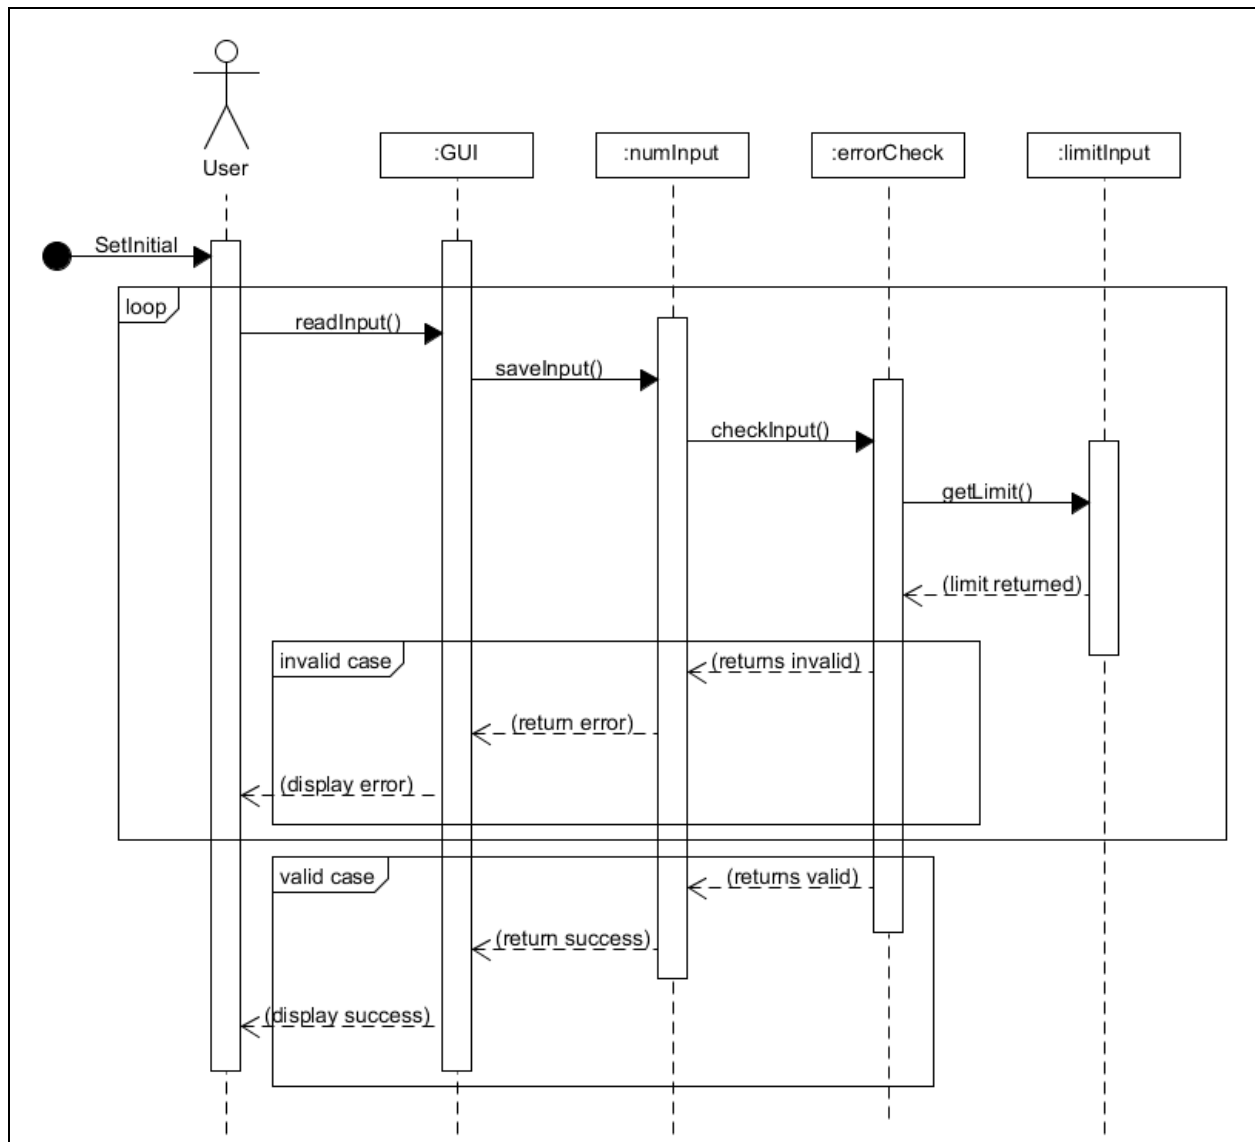 User
:GUI
:numInput
:errorCheck
:limitInput
SetInitial
loop
readInput()
saveInput()
checkInput()
getLimit()
(limit returned)
invalid case
(returns invalid)
(return error)
(display error)
valid case
(returns valid)
(return success)
(display success)